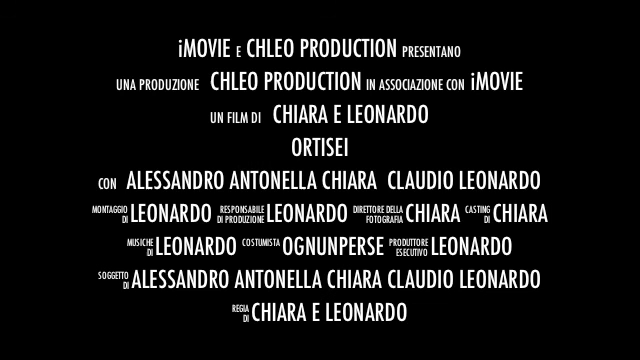 iMOVIE E CHLEO PRODUCTION PRESENTANO
UNA PRODUZIONE CHLEO PRODUCTION IN ASSOCIAZIONE CON iMOVIE
UN FILM DI CHIARA E LEONARDO
ORTISEI
CON ALESSANDRO ANTONELLA CHIARA CLAUDIO LEONARDO
MONTAGGIO DI LEONARDO RESPONSABILE DI PRODUZIONE LEONARDO DIRETTORE DELLA FOTOGRAFIA CHIARA CASTING DI CHIARA
MUSICHE DI LEONARDO COSTUMISTA OGNUNPERSE PRODUTTORE ESECUTIVO LEONARDO
SOGGETTO DI ALESSANDRO ANTONELLA CHIARA CLAUDIO LEONARDO
REGIA DI CHIARA E LEONARDO